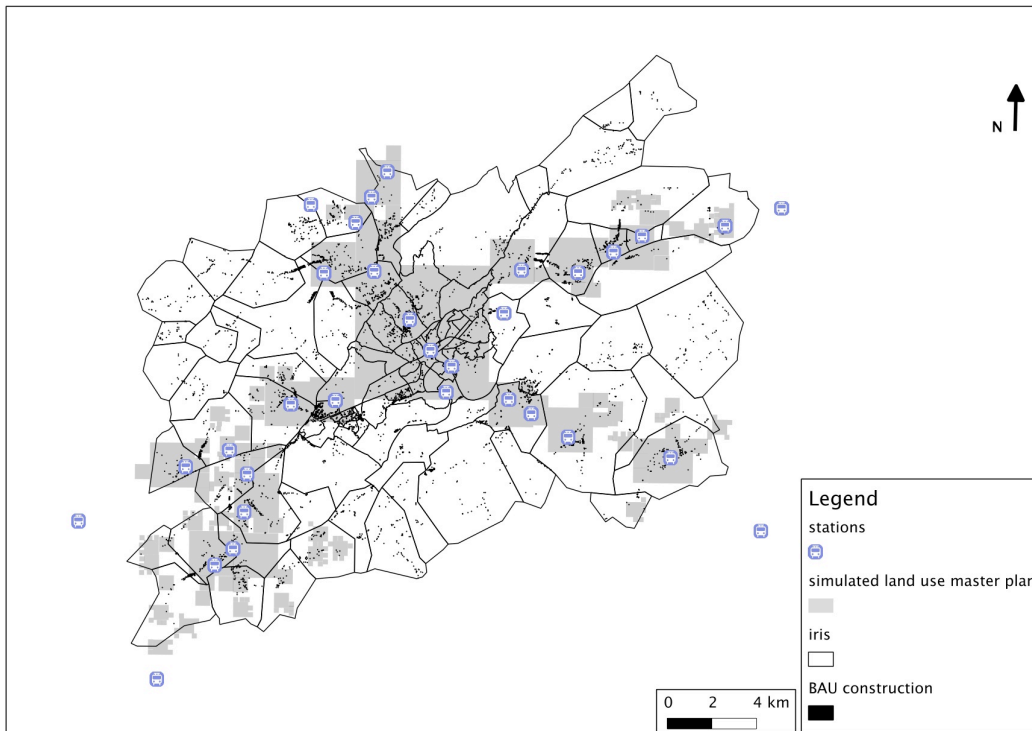 N
Legend
stations
simulated land use master plan
iris
BAU construction
0 2 4 km